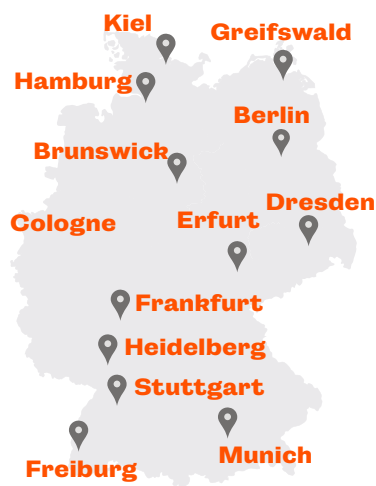 Kiel
Greifswald
Hamburg
Berlin
Brunswick
Dresden
Cologne
Erfurt
Frankfurt
Heidelberg
Stuttgart
Munich
Freiburg